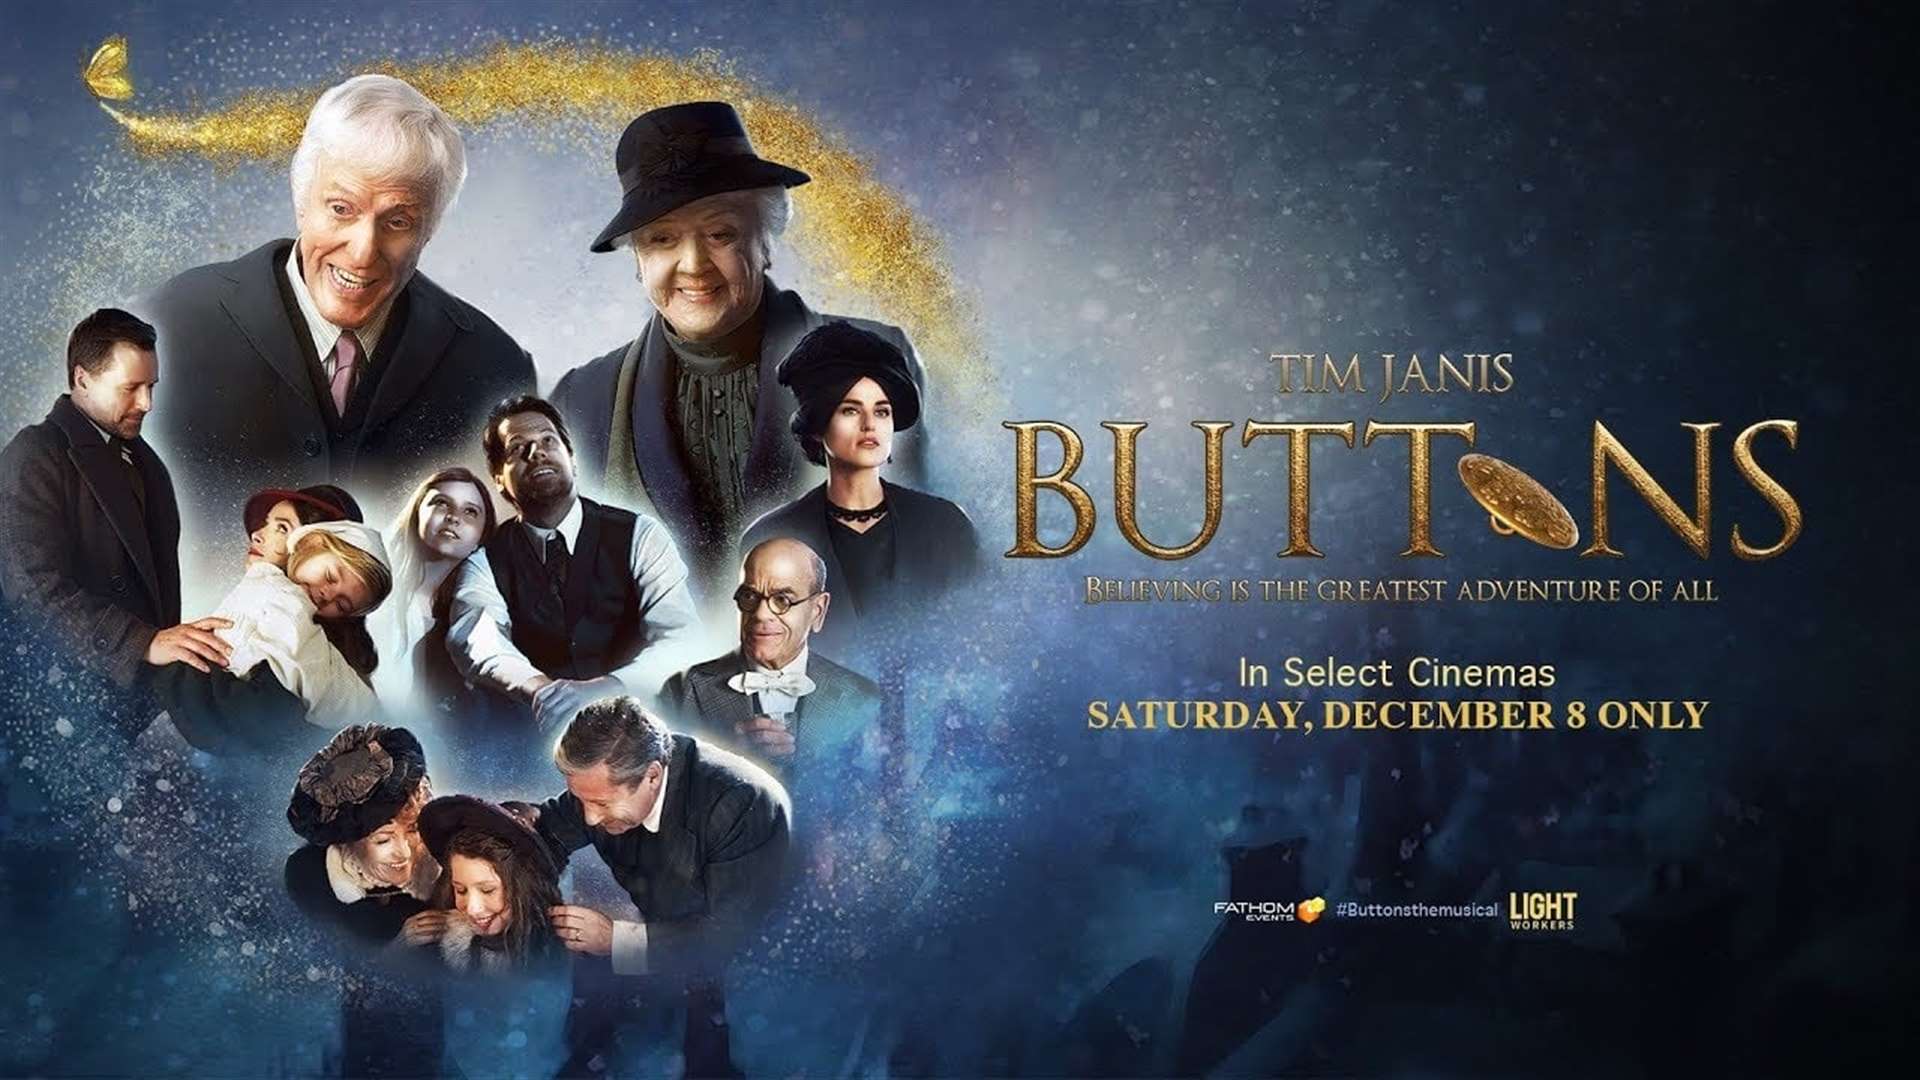 TIM JANIS
BUTTONS
BELIEVING IS THE GREATEST ADVENTURE OF ALL
In Select Cinemas
SATURDAY, DECEMBER 8 ONLY
FATHOM EVENTS #Buttonsthemusical LIGHT WORKERS